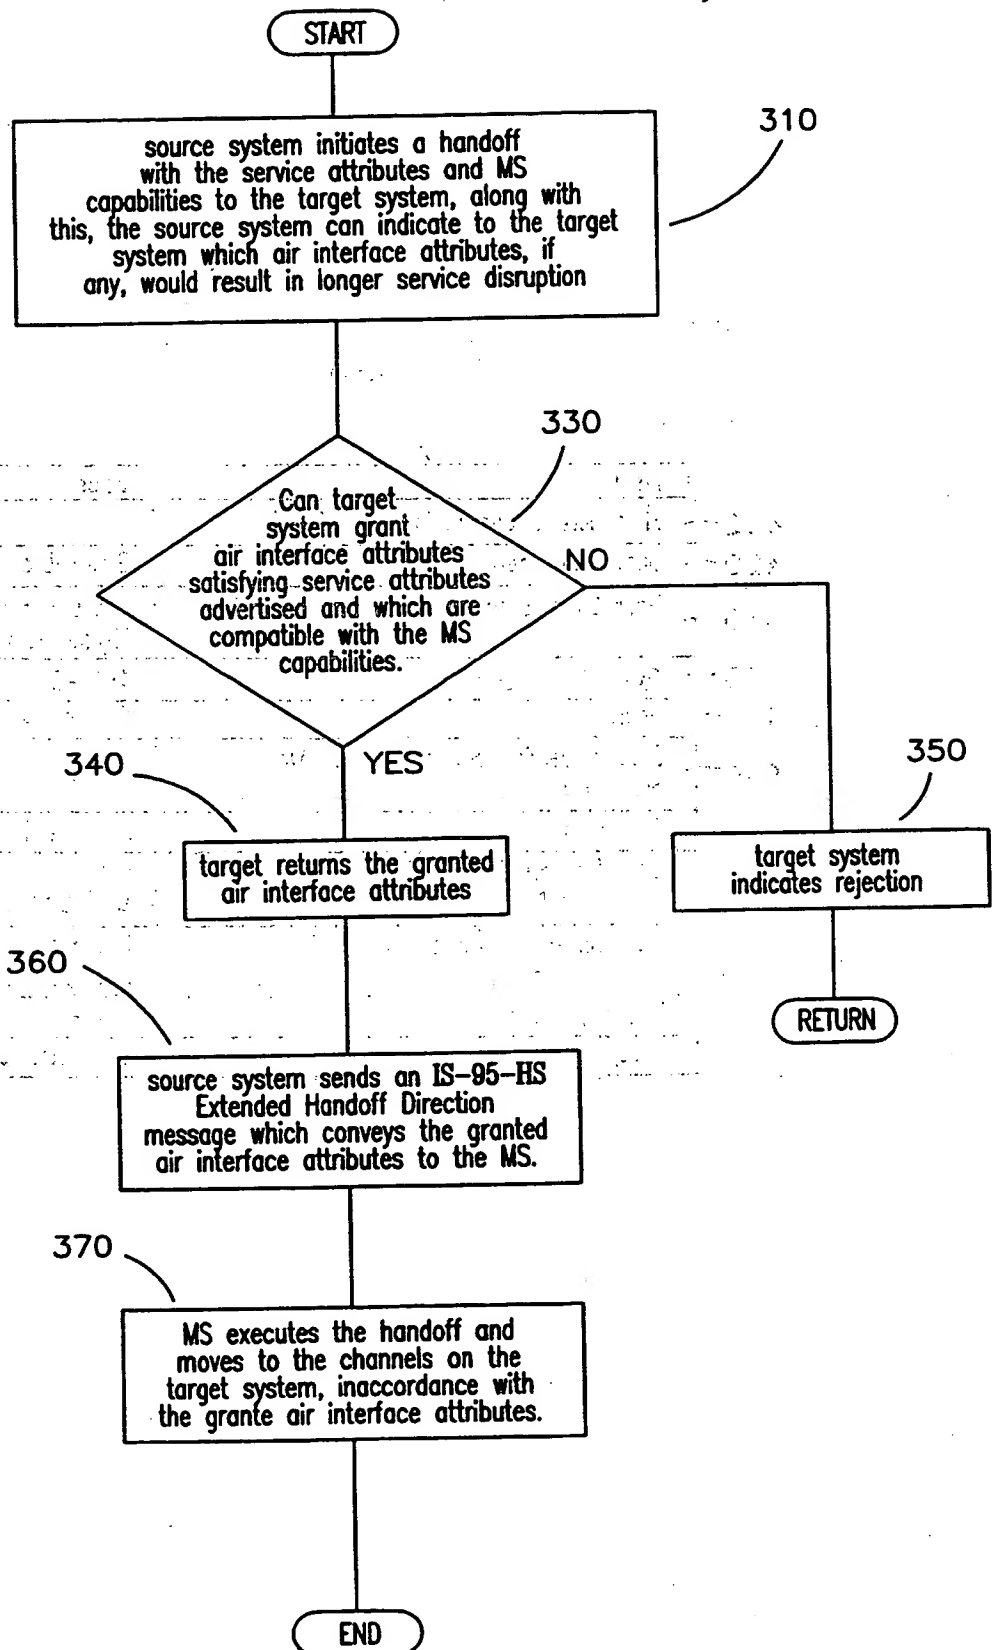 START
310
source system initiates a handoff
with the service attributes and MS
capabilities to the target system, along with
this, the source system can indicate to the target
system which air interface attributes, if
any, would result in longer service disruption
330
Can target
system grant
air interface attributes
satisfying service attributes
advertised and which are
compatible with the MS
capabilities.
NO
YES
340
350
target returns the granted
air interface attributes
target system
indicates rejection
360
RETURN
source system sends an IS-95-HS
Extended Handoff Direction
message which conveys the granted
air interface attributes to the MS.
370
MS executes the handoff and
moves to the channels on the
target system, inaccordance with
the grante air interface attributes.
END